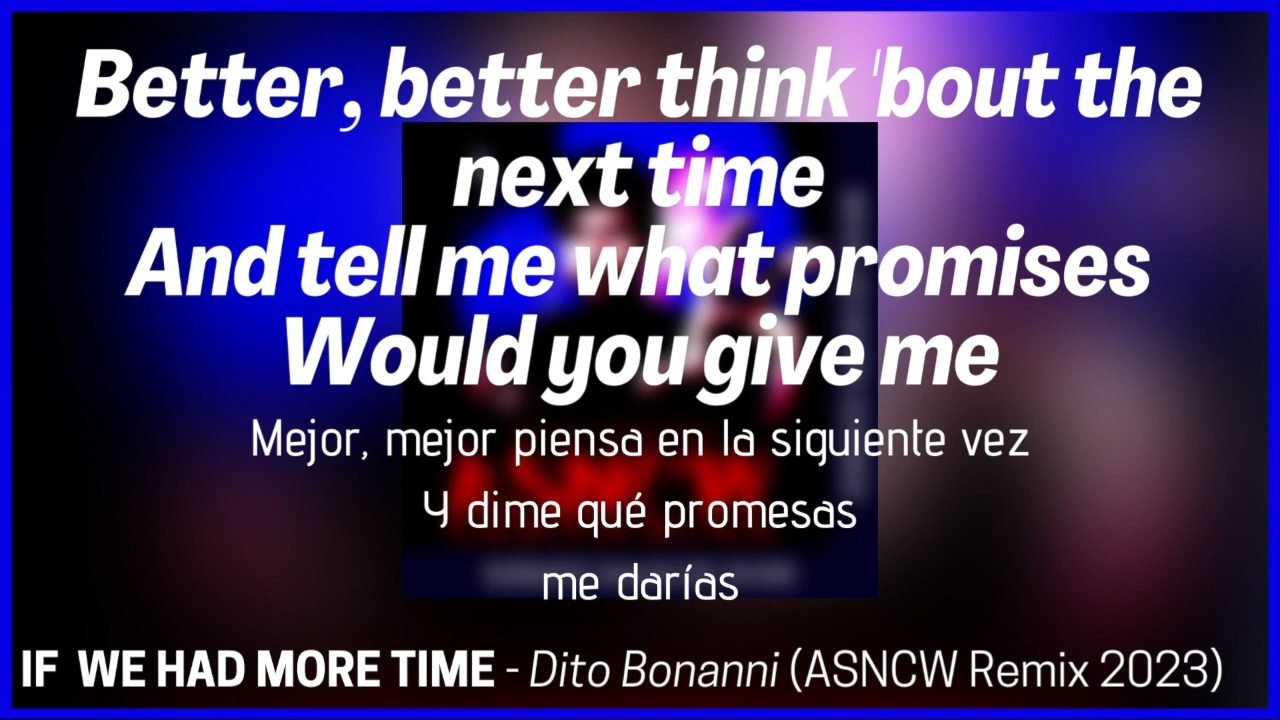 Better, better think 'bout the
next time
And tell me what promises
Would you give me
Mejor, mejor piensa en la siguiente vez
Y dime qué promesas
me darías
IF WE HAD MORE TIME - Dito Bonanni (ASNCW Remix 2023)